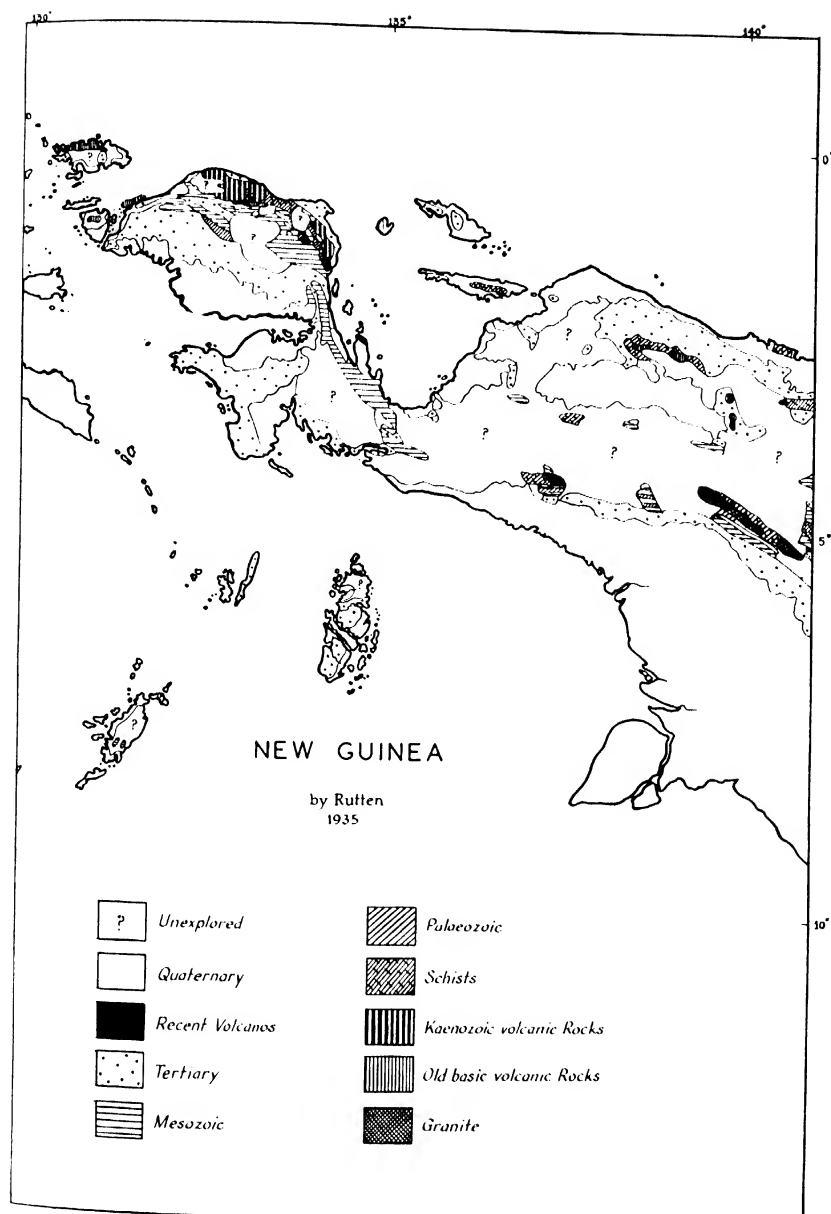 130°
135°
140°
0°
?
?
?
?
?
?
?
?
?
?
?
5°
?
NEW GUINEA
by Rutten
1935
? Unexplored
Quaternary
Recent Volcanos
Tertiary
Mesozoic
Palaeozoic
Schists
Kaenozoic volcanic Rocks
Old basic volcanic Rocks
Granite
10°